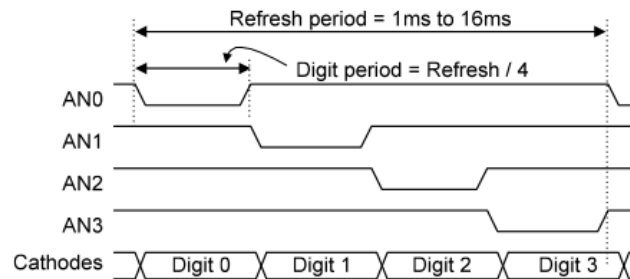 Refresh period = 1ms to 16ms
Digit period = Refresh / 4
AN0
AN1
AN2
AN3
Cathodes Digit 0 Digit 1 Digit 2 Digit 3